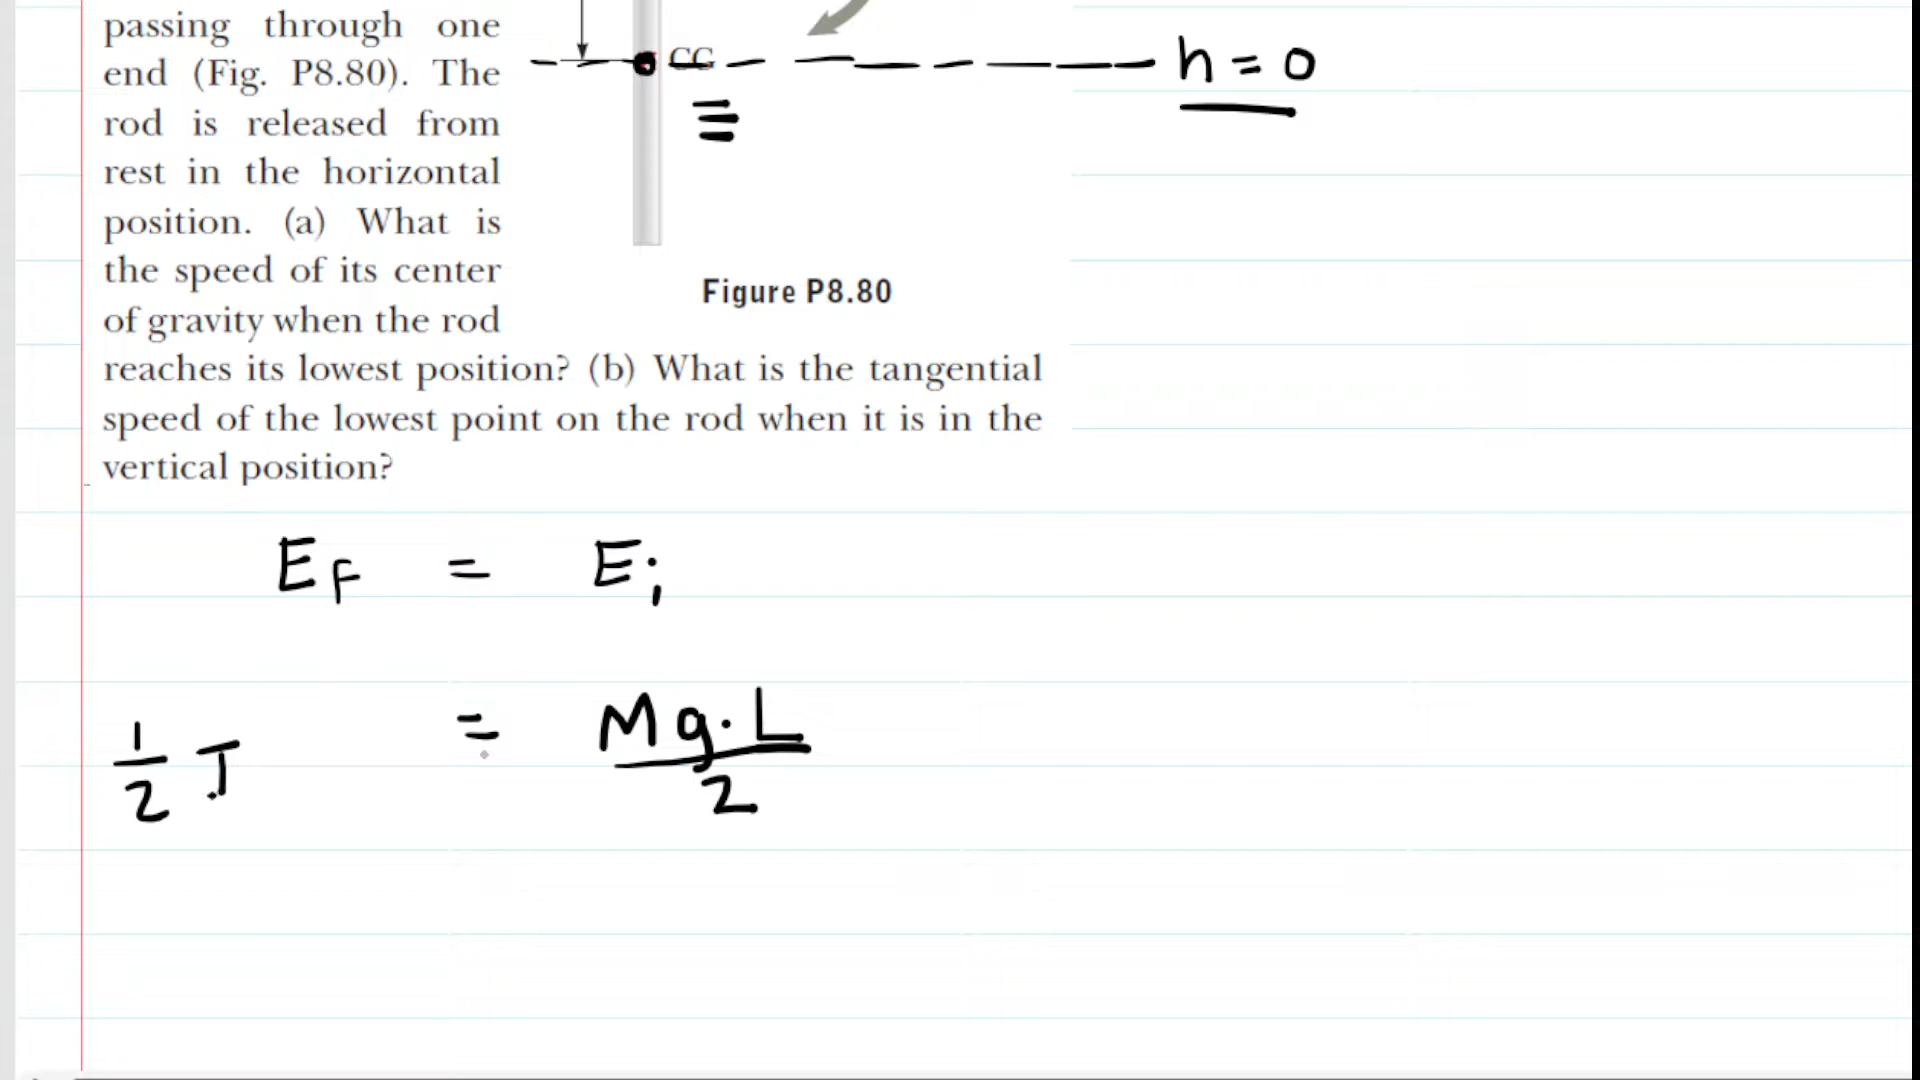 passing through one
end (Fig. P8.80). The
rod is released from
rest in the horizontal
position. (a) What is
the speed of its center
of gravity when the rod
reaches its lowest position? (b) What is the tangential
speed of the lowest point on the rod when it is in the
vertical position?
CG
h = 0
Figure P8.80
EF = Ei
1/2 I = Mg·L/2